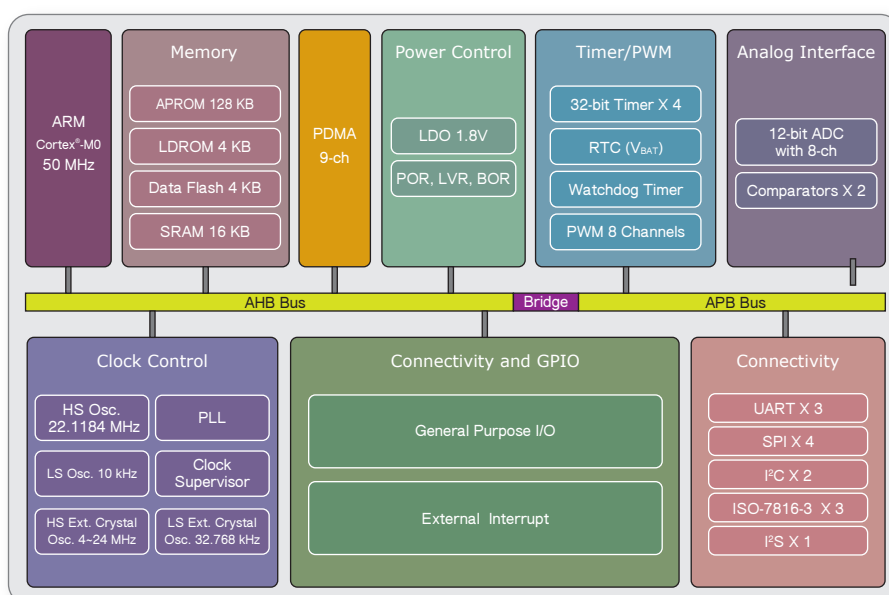 ARM
Cortex®-M0
50 MHz
Memory
APROM 128 KB
LDROM 4 KB
Data Flash 4 KB
SRAM 16 KB
PDMA
9-ch
Power Control
LDO 1.8V
POR, LVR, BOR
Timer/PWM
32-bit Timer X 4
RTC (VBAT)
Watchdog Timer
PWM 8 Channels
Analog Interface
12-bit ADC
with 8-ch
Comparators X 2
AHB Bus
Bridge
APB Bus
Clock Control
HS Osc.
22.1184 MHz
PLL
LS Osc. 10 kHz
Clock
Supervisor
HS Ext. Crystal
Osc. 4~24 MHz
LS Ext. Crystal
Osc. 32.768 kHz
Connectivity and GPIO
General Purpose I/O
External Interrupt
Connectivity
UART X 3
SPI X 4
I²C X 2
ISO-7816-3 X 3
I²S X 1